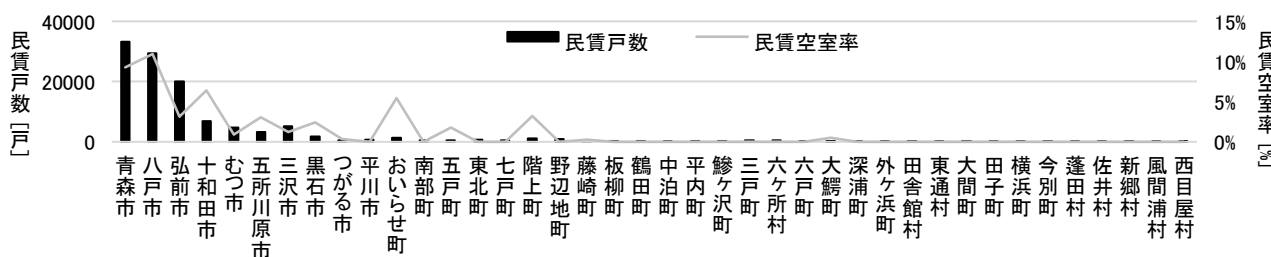 民賃戸数 [戸]
40000
20000
0
民賃戸数
民賃空室率
15%
10%
5%
0%
民賃空室率 [%]
青森市
八戸市
弘前市
十和田市
むつ市
五所川原市
三沢市
黒石市
つがる市
平川市
おいらせ町
南部町
五戸町
東北町
七戸町
階上町
野辺地町
藤崎町
板柳町
鶴田町
中泊町
平内町
鰺ヶ沢町
三戸町
六ヶ所村
六戸町
大鰐町
深浦町
外ヶ浜町
田舎館村
東通村
大間町
田子町
横浜町
今別町
蓬田村
佐井村
新郷村
風間浦村
西目屋村